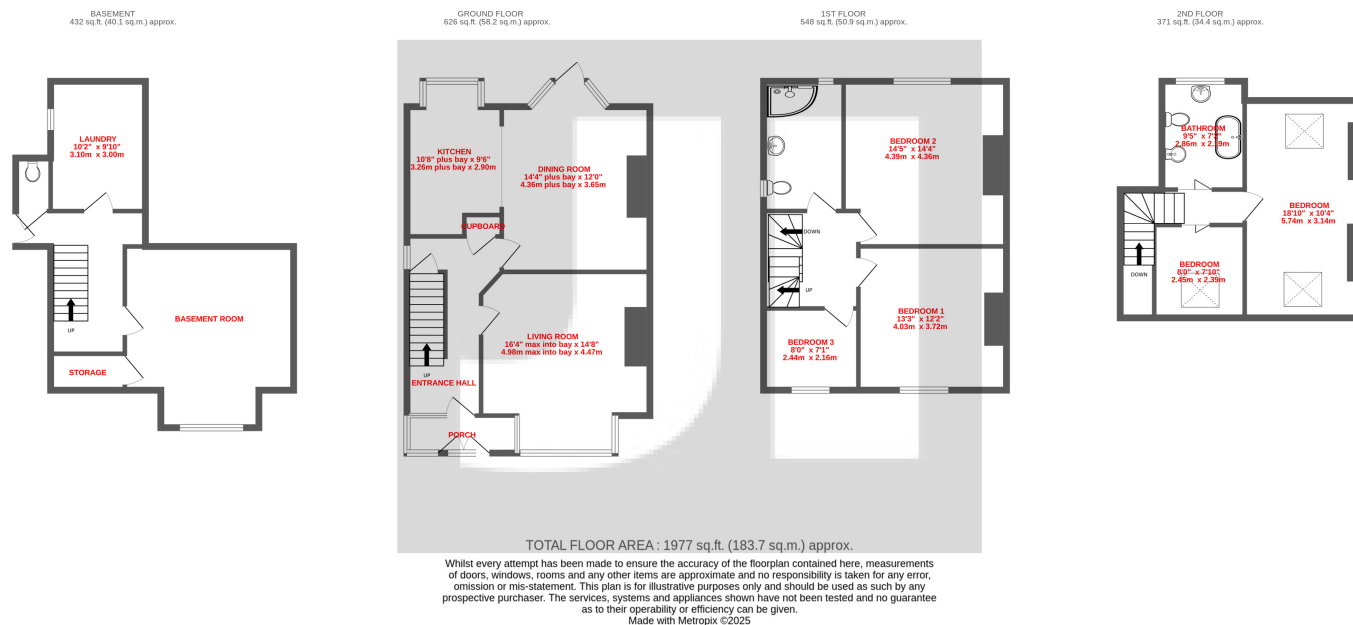 BASEMENT
432 sq.ft. (40.1 sq.m.) approx.
GROUND FLOOR
626 sq.ft. (58.2 sq.m.) approx.
1ST FLOOR
548 sq.ft. (50.9 sq.m.) approx.
2ND FLOOR
371 sq.ft. (34.4 sq.m.) approx.
LAUNDRY
10'2" x 9'10"
3.10m x 3.00m
UP
BASEMENT ROOM
STORAGE
KITCHEN
10'8" plus bay x 9'6"
3.26m plus bay x 2.90m
DINING ROOM
14'4" plus bay x 12'0"
4.36m plus bay x 3.65m
CUPBOARD
LIVING ROOM
16'4" max into bay x 14'8"
4.98m max into bay x 4.47m
UP
ENTRANCE HALL
PORCH
BEDROOM 2
14'5" x 14'4"
4.39m x 4.36m
DOWN
UP
BEDROOM 1
13'3" x 12'2"
4.03m x 3.72m
BEDROOM 3
8'0" x 7'1"
2.44m x 2.16m
BATHROOM
9'5" x 7'2"
2.86m x 2.19m
BEDROOM
18'10" x 10'4"
5.74m x 3.14m
DOWN
BEDROOM
8'0" x 7'10"
2.45m x 2.39m
TOTAL FLOOR AREA : 1977 sq.ft. (183.7 sq.m.) approx.
Whilst every attempt has been made to ensure the accuracy of the floorplan contained here, measurements
of doors, windows, rooms and any other items are approximate and no responsibility is taken for any error,
omission or mis-statement. This plan is for illustrative purposes only and should be used as such by any
prospective purchaser. The services, systems and appliances shown have not been tested and no guarantee
as to their operability or efficiency can be given.
Made with Metropix ©2025